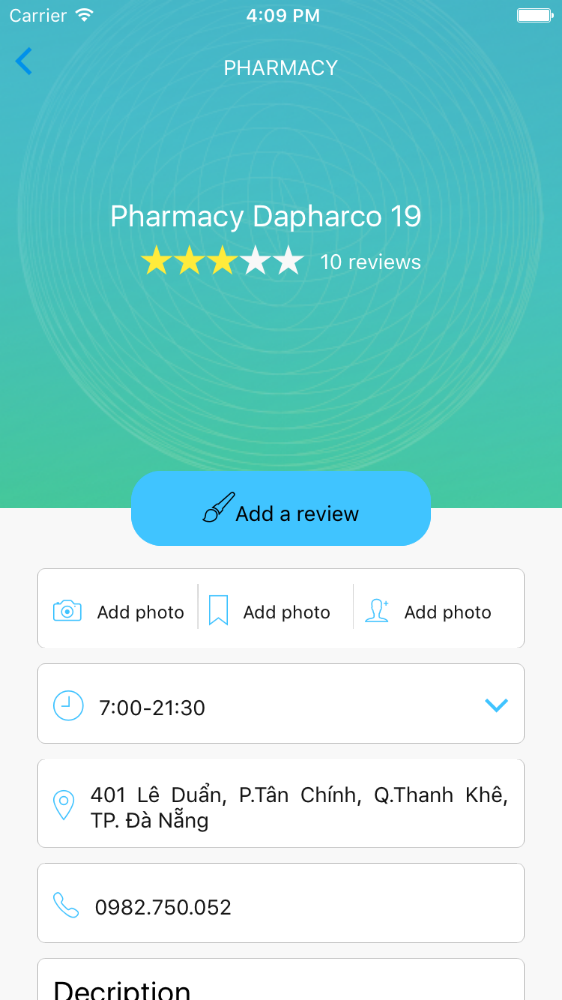 Carrier 4:09 PM
PHARMACY
Pharmacy Dapharco 19
10 reviews
Add a review
Add photo Add photo Add photo
7:00-21:30
401 Lê Duẩn, P.Tân Chính, Q.Thanh Khê,
TP. Đà Nẵng
0982.750.052
Decription